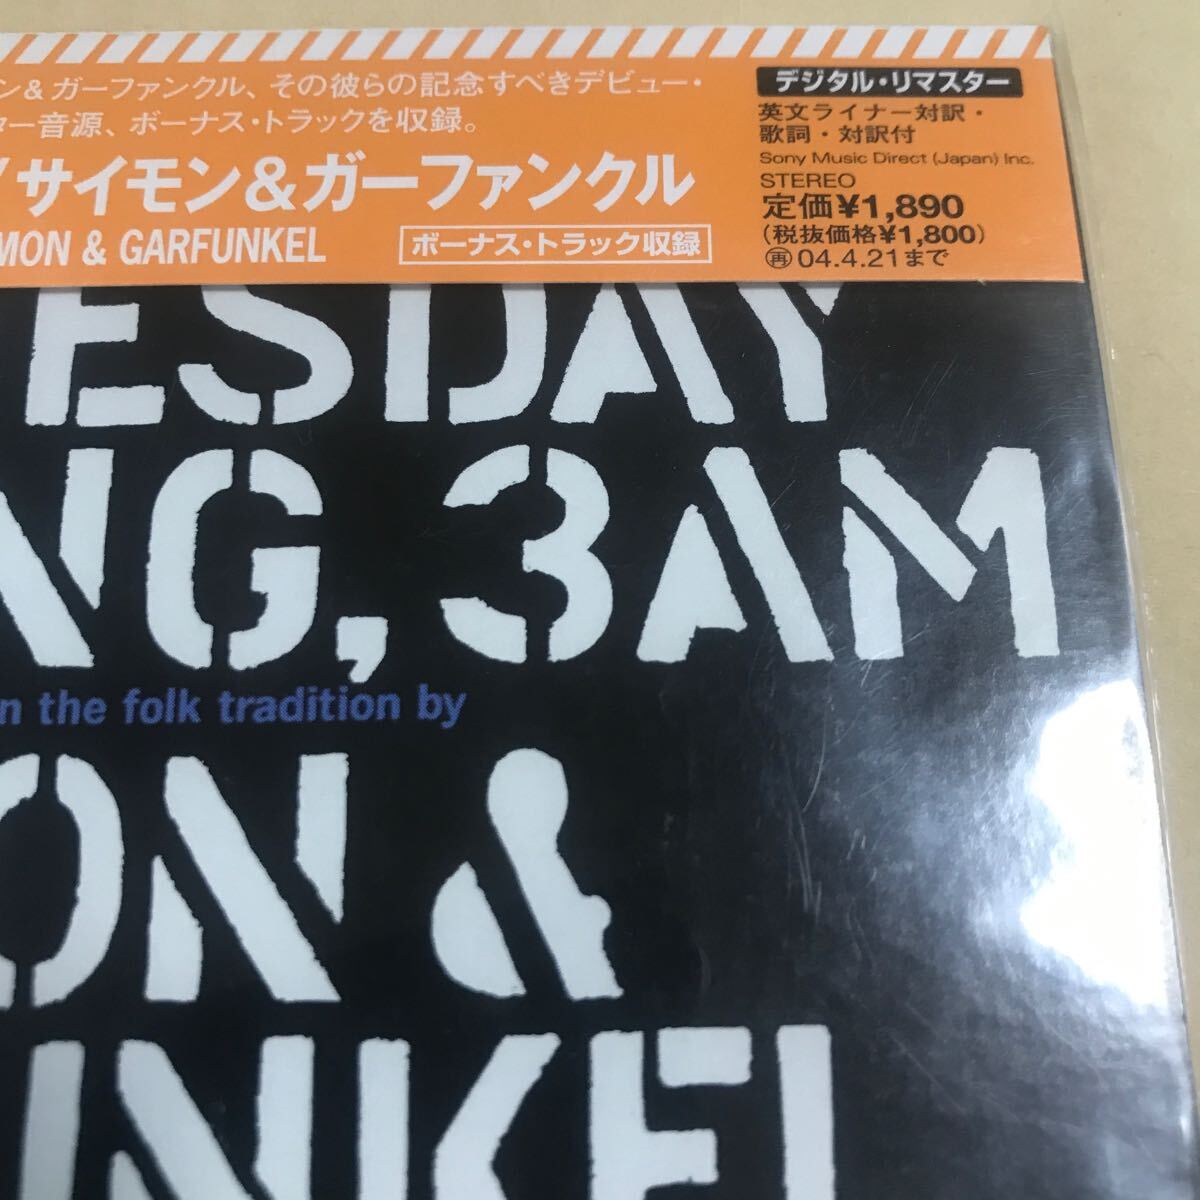 ン&ガーファンクル、その彼らの記念すべきデビュー・
ター音源、ボーナス・トラックを収録。
/サイモン&ガーファンクル
MON & GARFUNKEL
ボーナス・トラック収録
デジタル・リマスター
英文ライナー対訳・
歌詞・対訳付
Sony Music Direct (Japan) Inc.
STEREO
定価¥1,890
(税抜価格¥1,800)
再04.4.21まで
ESDAY
NG, 3AM
n the folk tradition by
ON &
UNKEL